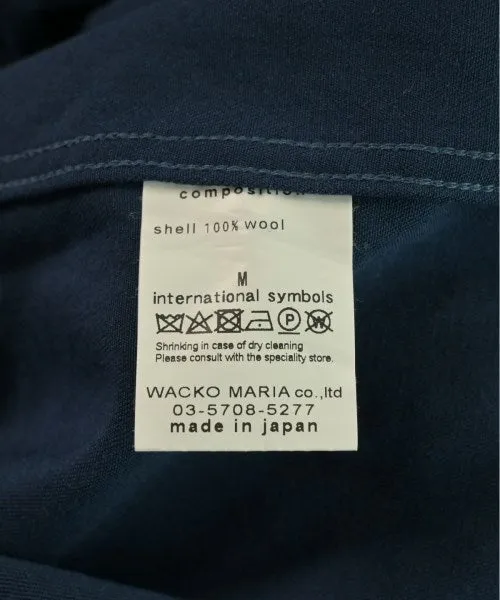 composition
shell 100% wool
M
international symbols
P W
Shrinking in case of dry cleaning
Please consult with the speciality store.
WACKO MARIA co.,ltd
03-5708-5277
made in japan